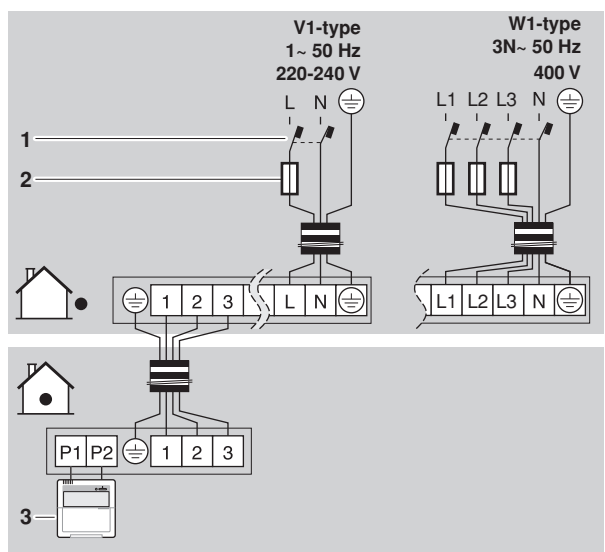 V1-type
1~ 50 Hz
220-240 V
W1-type
3N~ 50 Hz
400 V
L N
L1 L2 L3 N
1
2
1 2 3 L N
L1 L2 L3 N
P1 P2 1 2 3
3